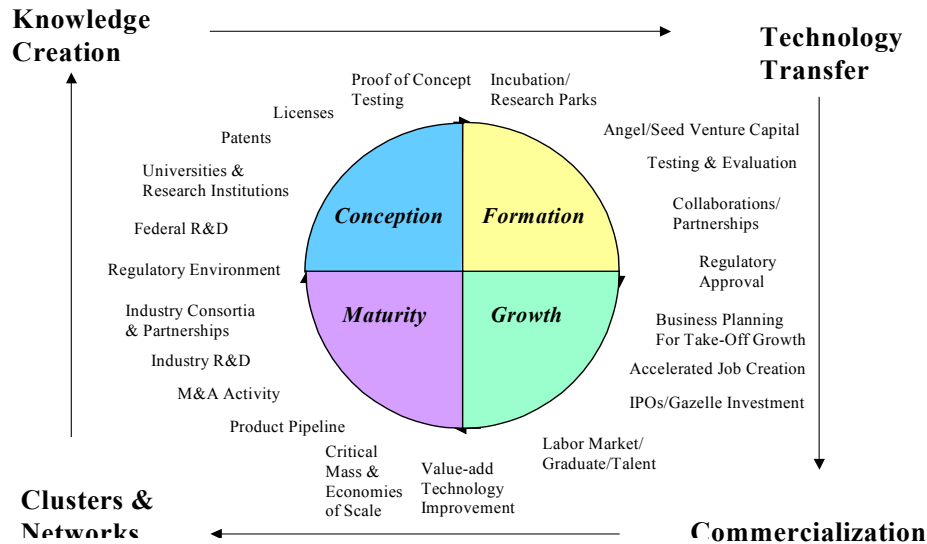 Knowledge
Creation
Technology
Transfer
Proof of Concept
Testing
Incubation/
Research Parks
Licenses
Angel/Seed Venture Capital
Patents
Testing & Evaluation
Universities &
Research Institutions
Collaborations/
Partnerships
Conception
Formation
Federal R&D
Regulatory
Approval
Regulatory Environment
Industry Consortia
& Partnerships
Maturity
Growth
Business Planning
For Take-Off Growth
Industry R&D
Accelerated Job Creation
M&A Activity
IPOs/Gazelle Investment
Product Pipeline
Labor Market/
Graduate/Talent
Critical
Mass &
Economies
of Scale
Value-add
Technology
Improvement
Clusters &
Networks
Commercialization